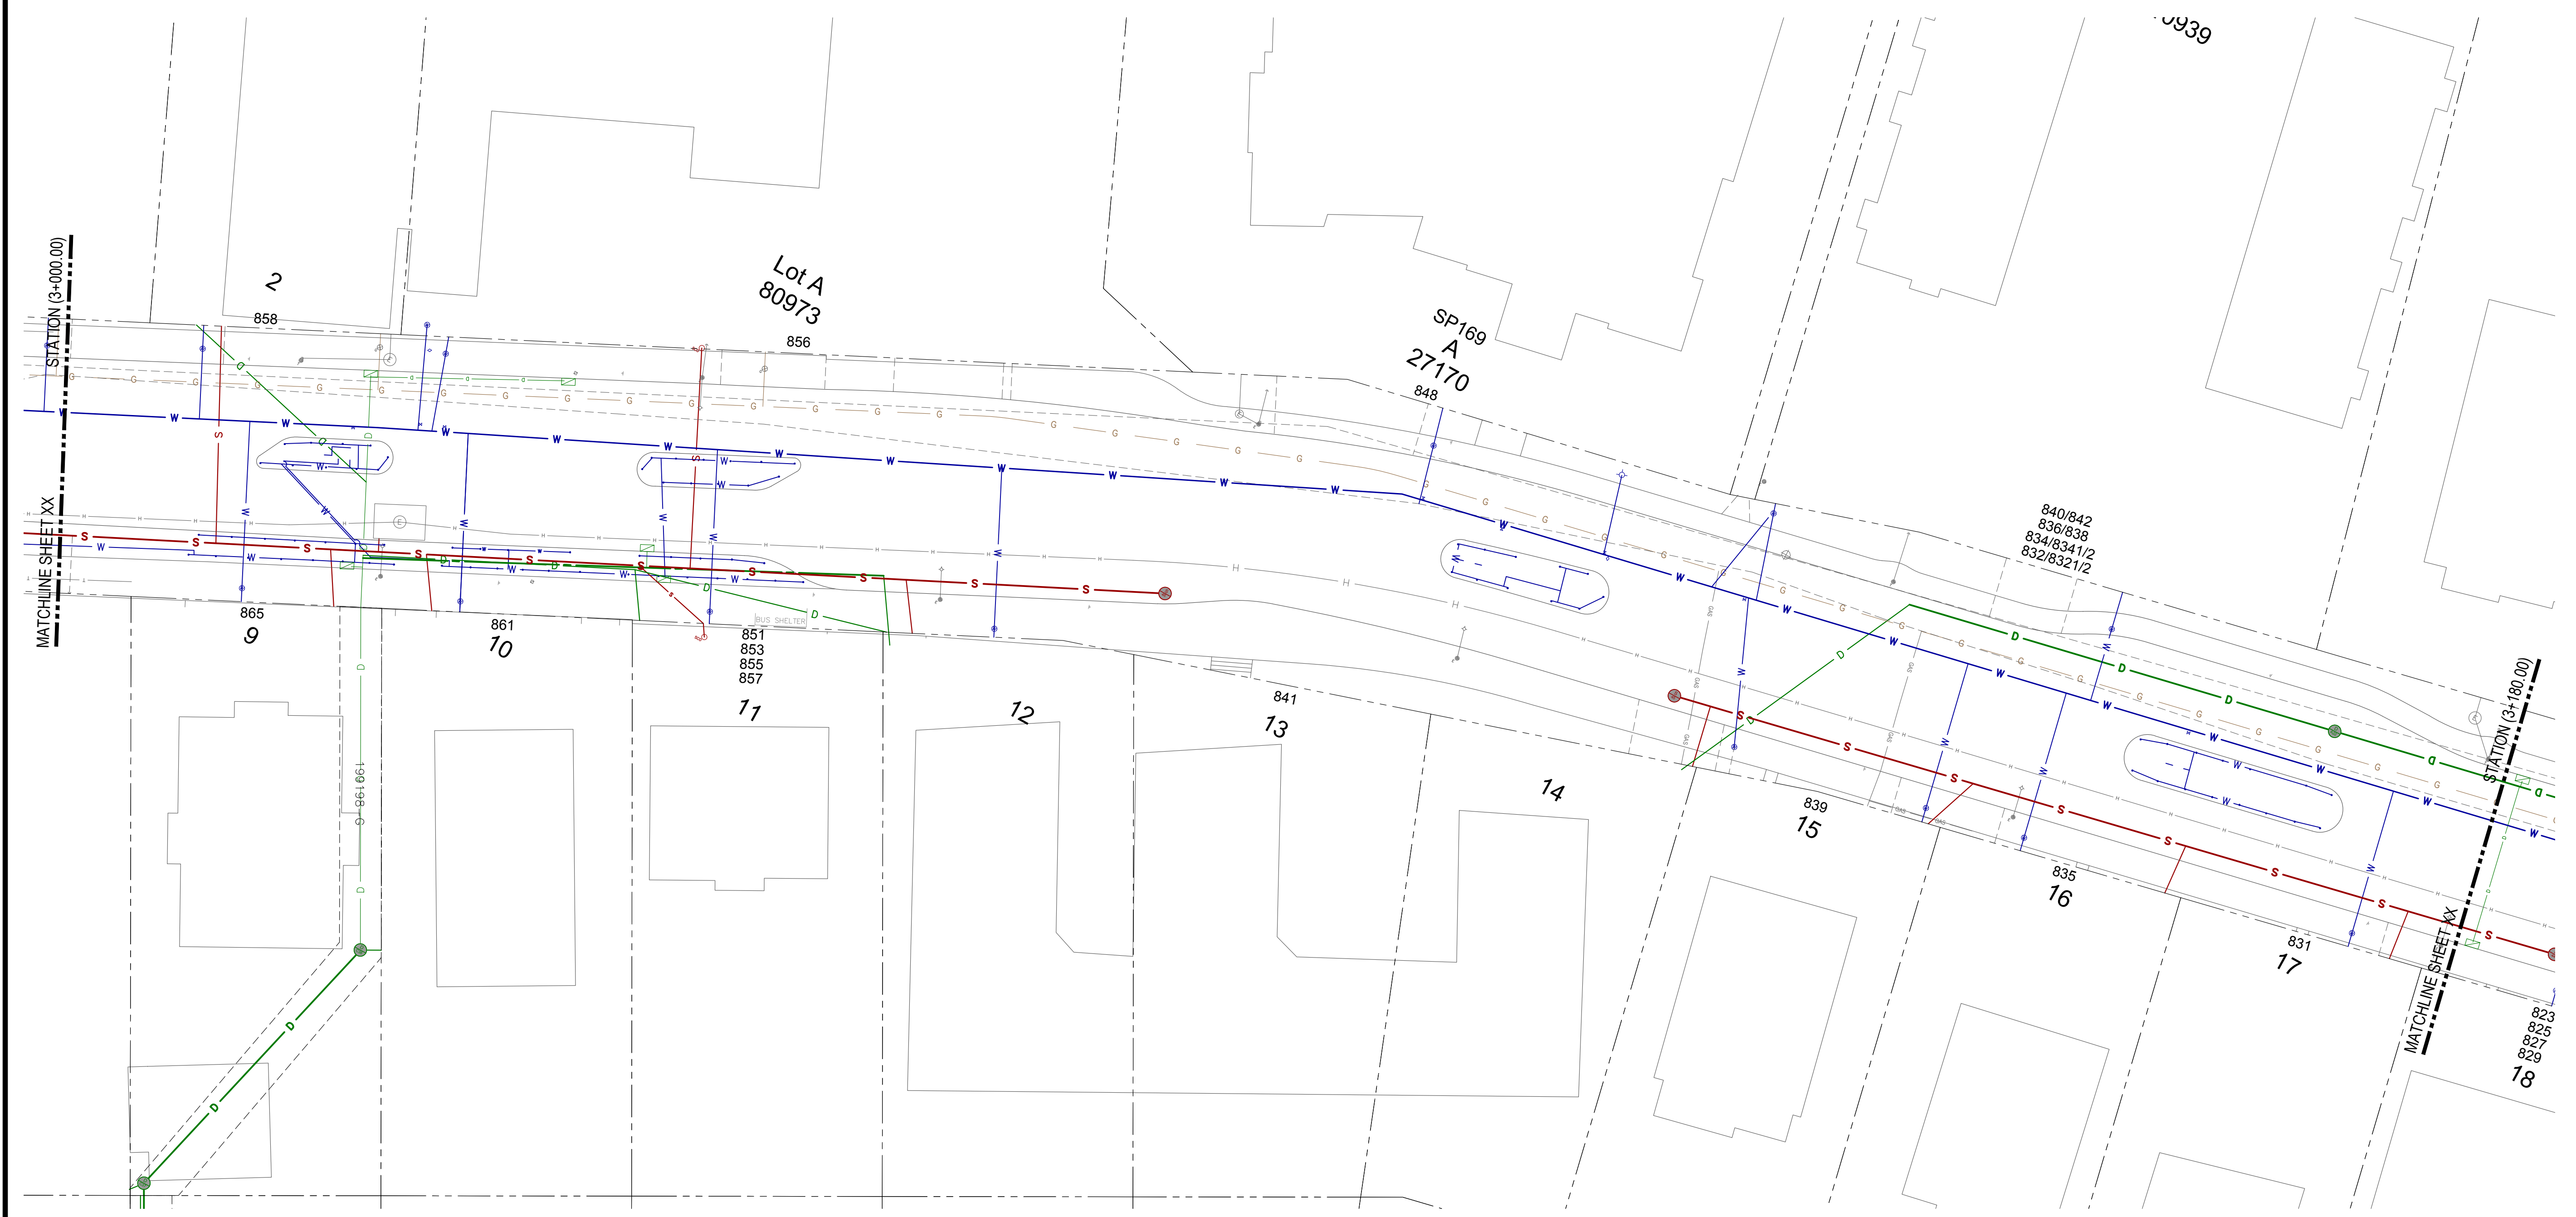 10939
STATION (3+000.00)
MATCHLINE SHEET XX
2
858
Lot A
80973
856
SP169
A
27170
848
840/842
836/838
834/8341/2
832/8321/2
STATION (3+180.00)
MATCHLINE SHEET XX
865
9
861
10
BUS SHELTER
851
853
855
857
11
12
841
13
14
839
15
835
16
831
17
823
825
827
829
18
199198-G
W
S
D
G
H
GAS
E